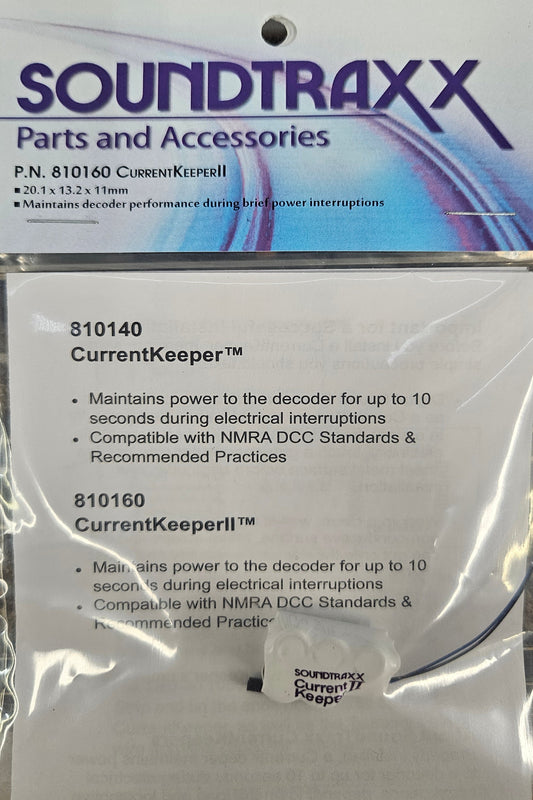 SOUNDTRAXX
Parts and Accessories
P.N. 810160 CURRENTKEEPERII
▪ 20.1 x 13.2 x 11mm
▪ Maintains decoder performance during brief power interruptions
810140
CurrentKeeper™
• Maintains power to the decoder for up to 10
seconds during electrical interruptions
• Compatible with NMRA DCC Standards &
Recommended Practices
810160
CurrentKeeperII™
• Maintains power to the decoder for up to 10
seconds during electrical interruptions
• Compatible with NMRA DCC Standards &
Recommended Practice
SOUNDTRAXX
Current II
Keeper